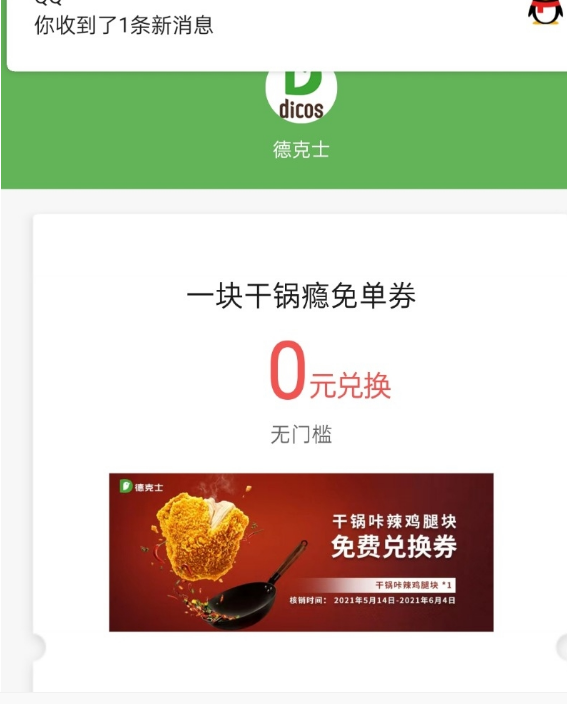 QQ
你收到了1条新消息
dicos
德克士
一块干锅瘾免单券
0元兑换
无门槛
德克士
干锅咔辣鸡腿块
免费兑换券
干锅咔辣鸡腿块 *1
核销时间： 2021年5月14日-2021年6月4日